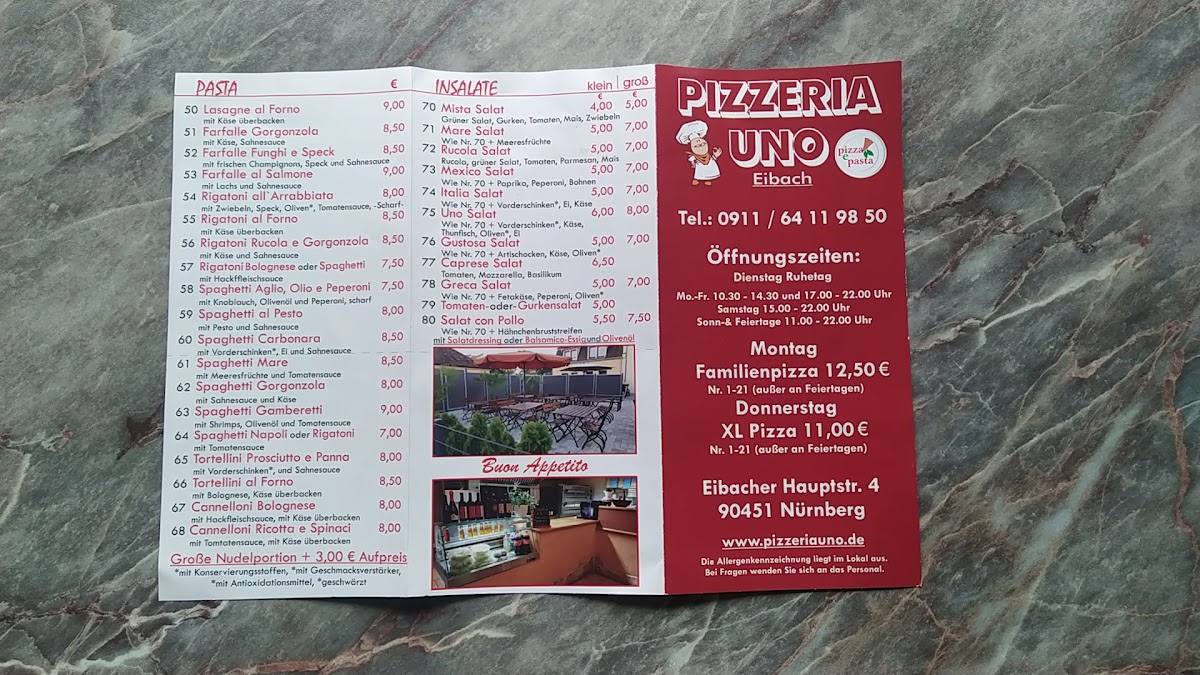 PASTA €
50 Lasagne al Forno 9,00
mit Käse überbacken
51 Farfalle Gorgonzola 8,50
mit Käse, Sahnesauce
52 Farfalle Funghi e Speck 8,50
mit frischen Champignons, Speck und Sahnesauce
53 Farfalle al Salmone 9,00
mit Lachs und Sahnesauce
54 Rigatoni all`Arrabbiata 8,00
mit Zwiebeln, Speck, Oliven*, Tomatensauce, -Scharf-
55 Rigatoni al Forno 8,50
mit Käse überbacken
56 Rigatoni Rucola e Gorgonzola 8,50
mit Käse und Sahnesauce
57 Rigatoni Bolognese oder Spaghetti 7,50
mit Hackfleischsauce
58 Spaghetti Aglio, Olio e Peperoni 7,50
mit Knoblauch, Olivenöl und Peperoni, scharf
59 Spaghetti al Pesto 8,00
mit Pesto und Sahnesauce
60 Spaghetti Carbonara 8,00
mit Vorderschinken*, Ei und Sahnesauce
61 Spaghetti Mare 8,50
mit Meeresfrüchte und Tomatensauce
62 Spaghetti Gorgonzola 8,00
mit Sahnesauce und Käse
63 Spaghetti Gamberetti 9,00
mit Shrimps, Olivenöl und Tomatensauce
64 Spaghetti Napoli oder Rigatoni 7,00
mit Tomatensauce
65 Tortellini Prosciutto e Panna 8,00
mit Vorderschinken*, und Sahnesauce
66 Tortellini al Forno 8,50
mit Bolognese, Käse überbacken
67 Cannelloni Bolognese 8,00
mit Hackfleischsauce, mit Käse überbacken
68 Cannelloni Ricotta e Spinaci 8,00
mit Tomtatensauce, mit Käse überbacken
Große Nudelportion + 3,00 € Aufpreis
*mit Konservierungsstoffen, *mit Geschmacksverstärker,
*mit Antioxidationsmittel, *geschwärzt
INSALATE klein | groß
€ €
70 Mista Salat 4,00 5,00
Grüner Salat, Gurken, Tomaten, Mais, Zwiebeln
71 Mare Salat 5,00 7,00
Wie Nr. 70 + Meeresfrüchte
72 Rucola Salat 5,00 7,00
Rucola, grüner Salat, Tomaten, Parmesan, Mais
73 Mexico Salat 5,00 7,00
Wie Nr. 70 + Paprika, Peperoni, Bohnen
74 Italia Salat 5,00 7,00
Wie Nr. 70 + Vorderschinken*, Ei, Käse
75 Uno Salat 6,00 8,00
Wie Nr. 70 + Vorderschinken*, Käse,
Thunfisch, Oliven*, Ei
76 Gustosa Salat 5,00 7,00
Wie Nr. 70 + Artischocken, Käse, Oliven*
77 Caprese Salat 6,50
Tomaten, Mozzarella, Basilikum
78 Greca Salat 5,00 7,00
Wie Nr. 70 + Fetakäse, Peperoni, Oliven*
79 Tomaten-oder-Gurkensalat 5,00
80 Salat con Pollo 5,50 7,50
Wie Nr. 70 + Hähnchenbruststreifen
mit Salatdressing oder Balsamico-Essig und Olivenöl
Buon Appetito
PIZZERIA
UNO
pizza
e
pasta
Eibach
Tel.: 0911 / 64 11 98 50
Öffnungszeiten:
Dienstag Ruhetag
Mo.-Fr. 10.30 - 14.30 und 17.00 - 22.00 Uhr
Samstag 15.00 - 22.00 Uhr
Sonn-& Feiertage 11.00 - 22.00 Uhr
Montag
Familienpizza 12,50 €
Nr. 1-21 (außer an Feiertagen)
Donnerstag
XL Pizza 11,00 €
Nr. 1-21 (außer an Feiertagen)
Eibacher Hauptstr. 4
90451 Nürnberg
www.pizzeriauno.de
Die Allergenkennzeichnung liegt im Lokal aus.
Bei Fragen wenden Sie sich an das Personal.